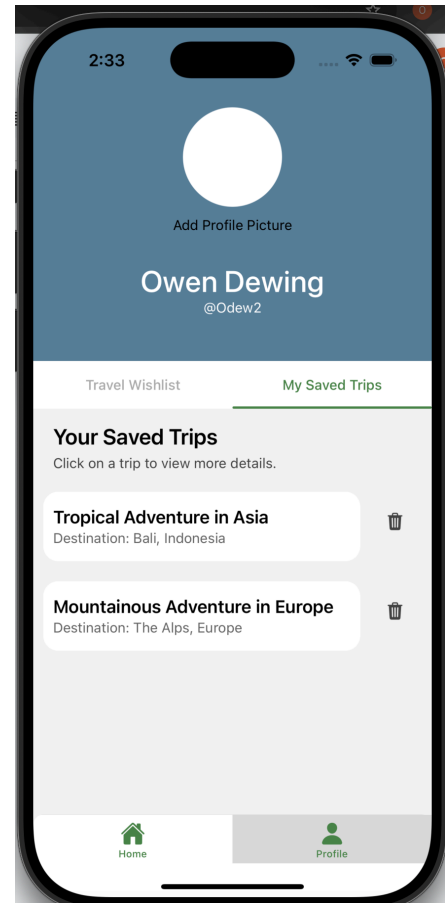 2:33
Add Profile Picture
Owen Dewing
@Odew2
Travel Wishlist
My Saved Trips
Your Saved Trips
Click on a trip to view more details.
Tropical Adventure in Asia
Destination: Bali, Indonesia
Mountainous Adventure in Europe
Destination: The Alps, Europe
Home
Profile